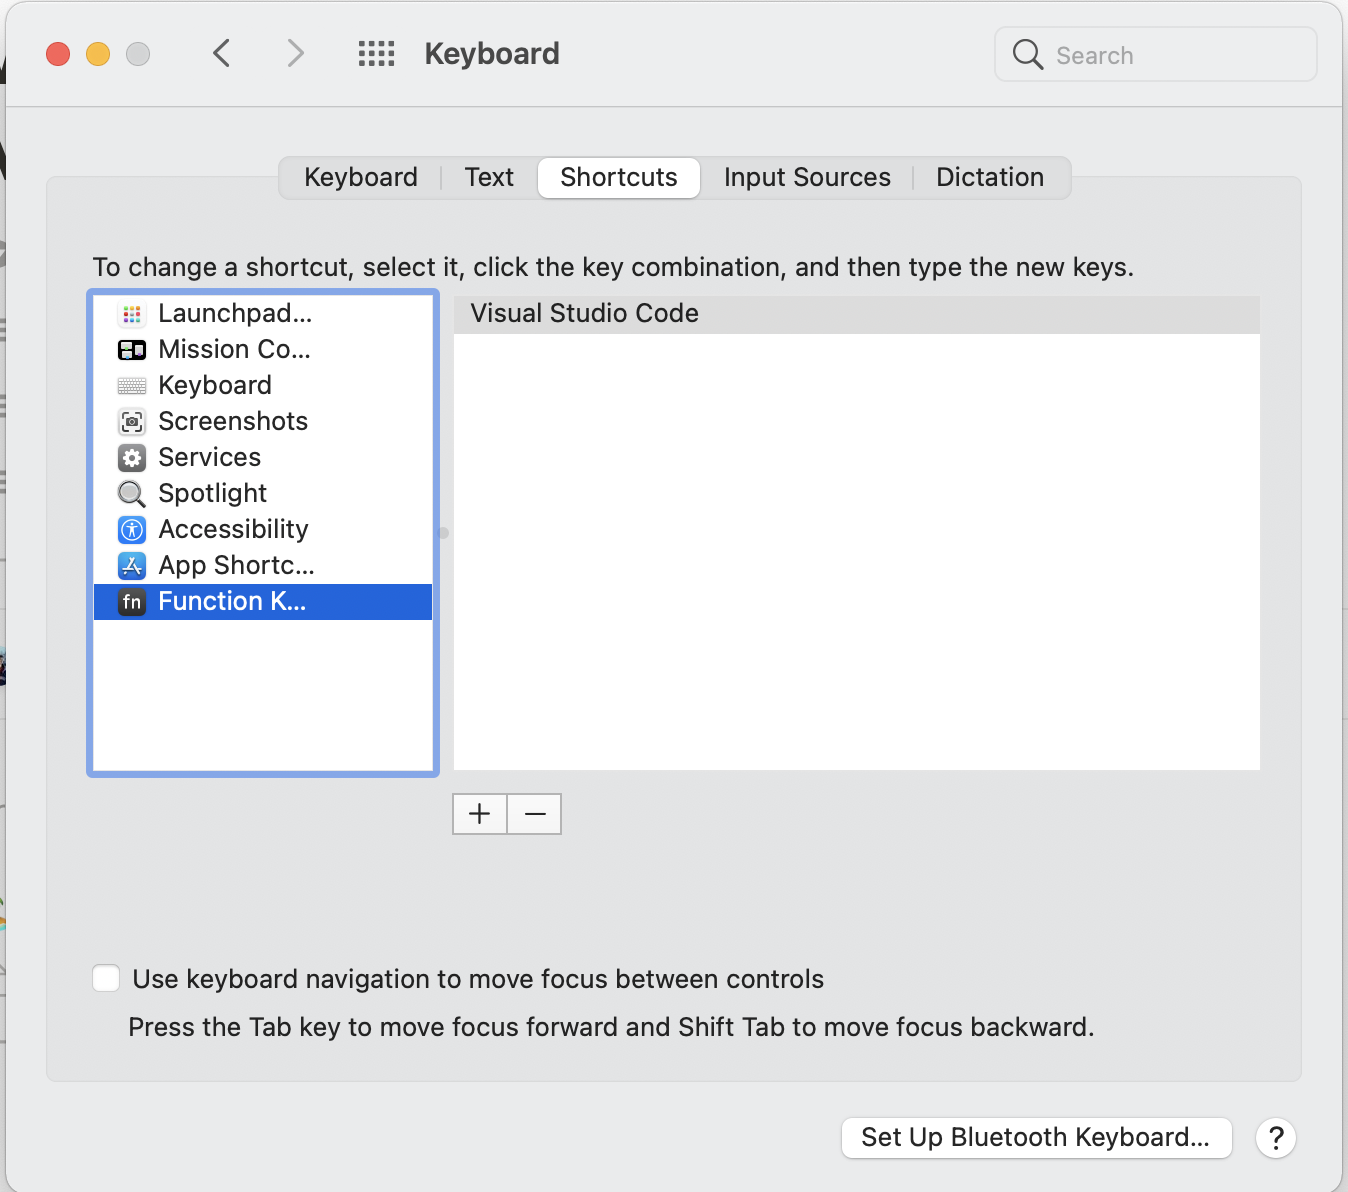 Keyboard
Search
Keyboard
Text
Shortcuts
Input Sources
Dictation
To change a shortcut, select it, click the key combination, and then type the new keys.
Launchpad...
Mission Co...
Keyboard
Screenshots
Services
Spotlight
Accessibility
App Shortc...
fn Function K...
Visual Studio Code
+ −
Use keyboard navigation to move focus between controls
Press the Tab key to move focus forward and Shift Tab to move focus backward.
Set Up Bluetooth Keyboard...
?